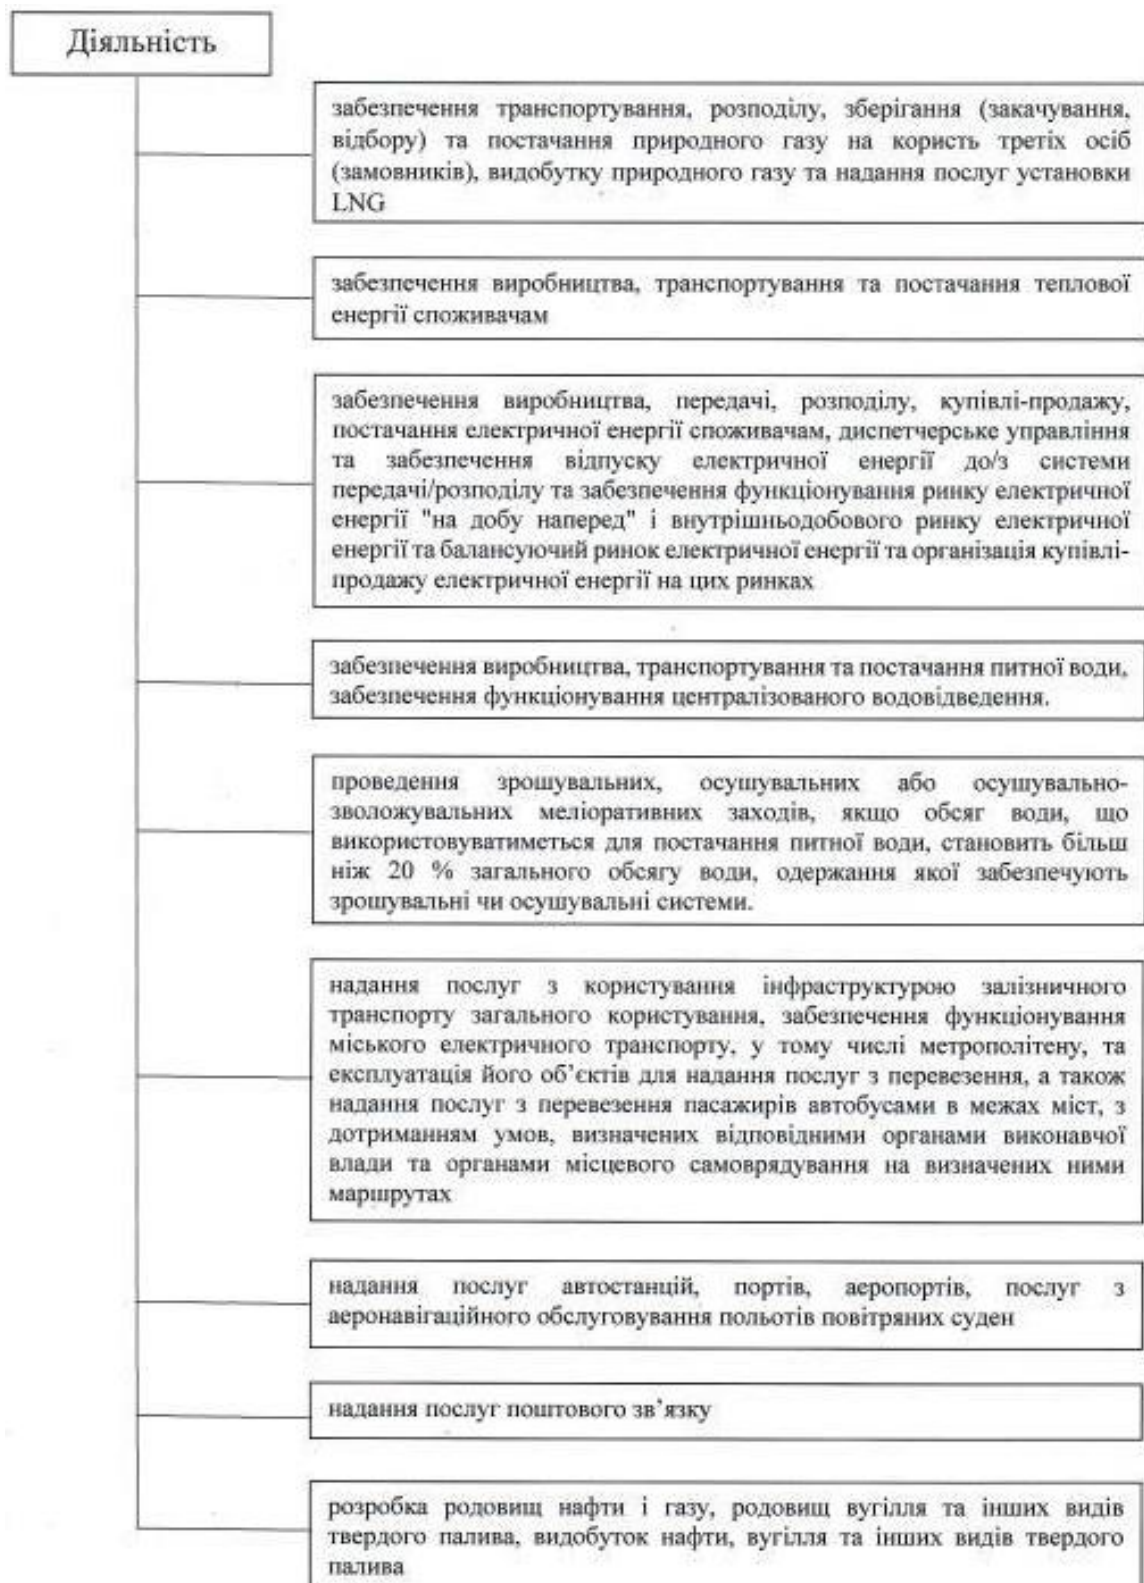 Діяльність
забезпечення транспортування, розподілу, зберігання (закачування,
відбору) та постачання природного газу на користь третіх осіб
(замовників), видобутку природного газу та надання послуг установки
LNG
забезпечення виробництва, транспортування та постачання теплової
енергії споживачам
забезпечення виробництва, передачі, розподілу, купівлі-продажу,
постачання електричної енергії споживачам, диспетчерське управління
та забезпечення відпуску електричної енергії до/з системи
передачі/розподілу та забезпечення функціонування ринку електричної
енергії "на добу наперед" і внутрішньодобового ринку електричної
енергії та балансуючий ринок електричної енергії та організація купівлі-
продажу електричної енергії на цих ринках
забезпечення виробництва, транспортування та постачання питної води,
забезпечення функціонування централізованого водовідведення.
проведення зрошувальних, осушувальних або осушувально-
зволожувальних меліоративних заходів, якщо обсяг води, що
використовуватиметься для постачання питної води, становить більш
ніж 20 % загального обсягу води, одержання якої забезпечують
зрошувальні чи осушувальні системи.
надання послуг з користування інфраструктурою залізничного
транспорту загального користування, забезпечення функціонування
міського електричного транспорту, у тому числі метрополітену, та
експлуатація його об’єктів для надання послуг з перевезення, а також
надання послуг з перевезення пасажирів автобусами в межах міст, з
дотриманням умов, визначених відповідними органами виконавчої
влади та органами місцевого самоврядування на визначених ними
маршрутах
надання послуг автостанцій, портів, аеропортів, послуг з
аеронавігаційного обслуговування польотів повітряних суден
надання послуг поштового зв’язку
розробка родовищ нафти і газу, родовищ вугілля та інших видів
твердого палива, видобуток нафти, вугілля та інших видів твердого
палива